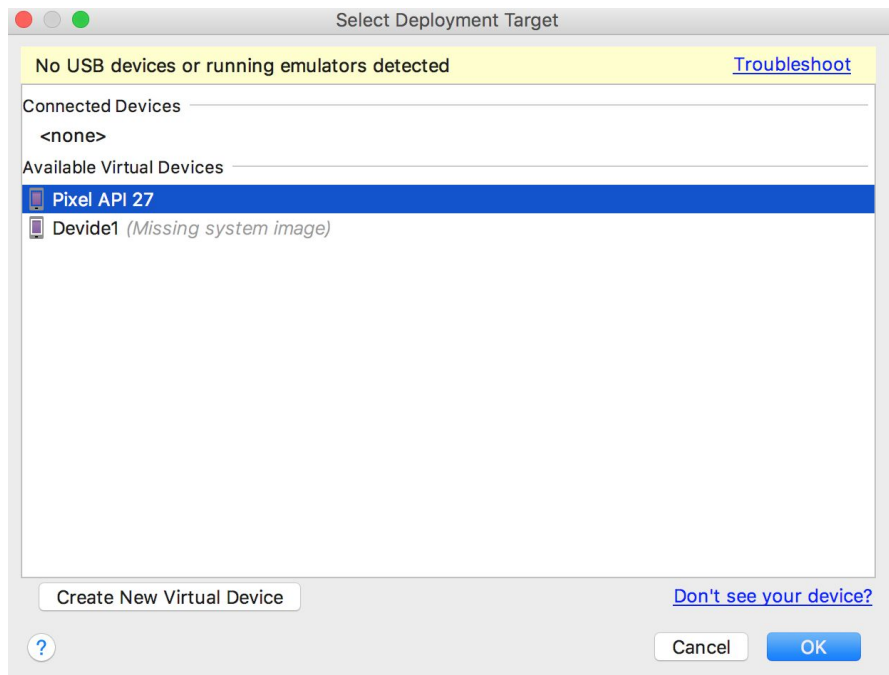 Select Deployment Target
No USB devices or running emulators detected Troubleshoot
Connected Devices
<none>
Available Virtual Devices
Pixel API 27
Devide1 (Missing system image)
Create New Virtual Device Don't see your device?
? Cancel OK